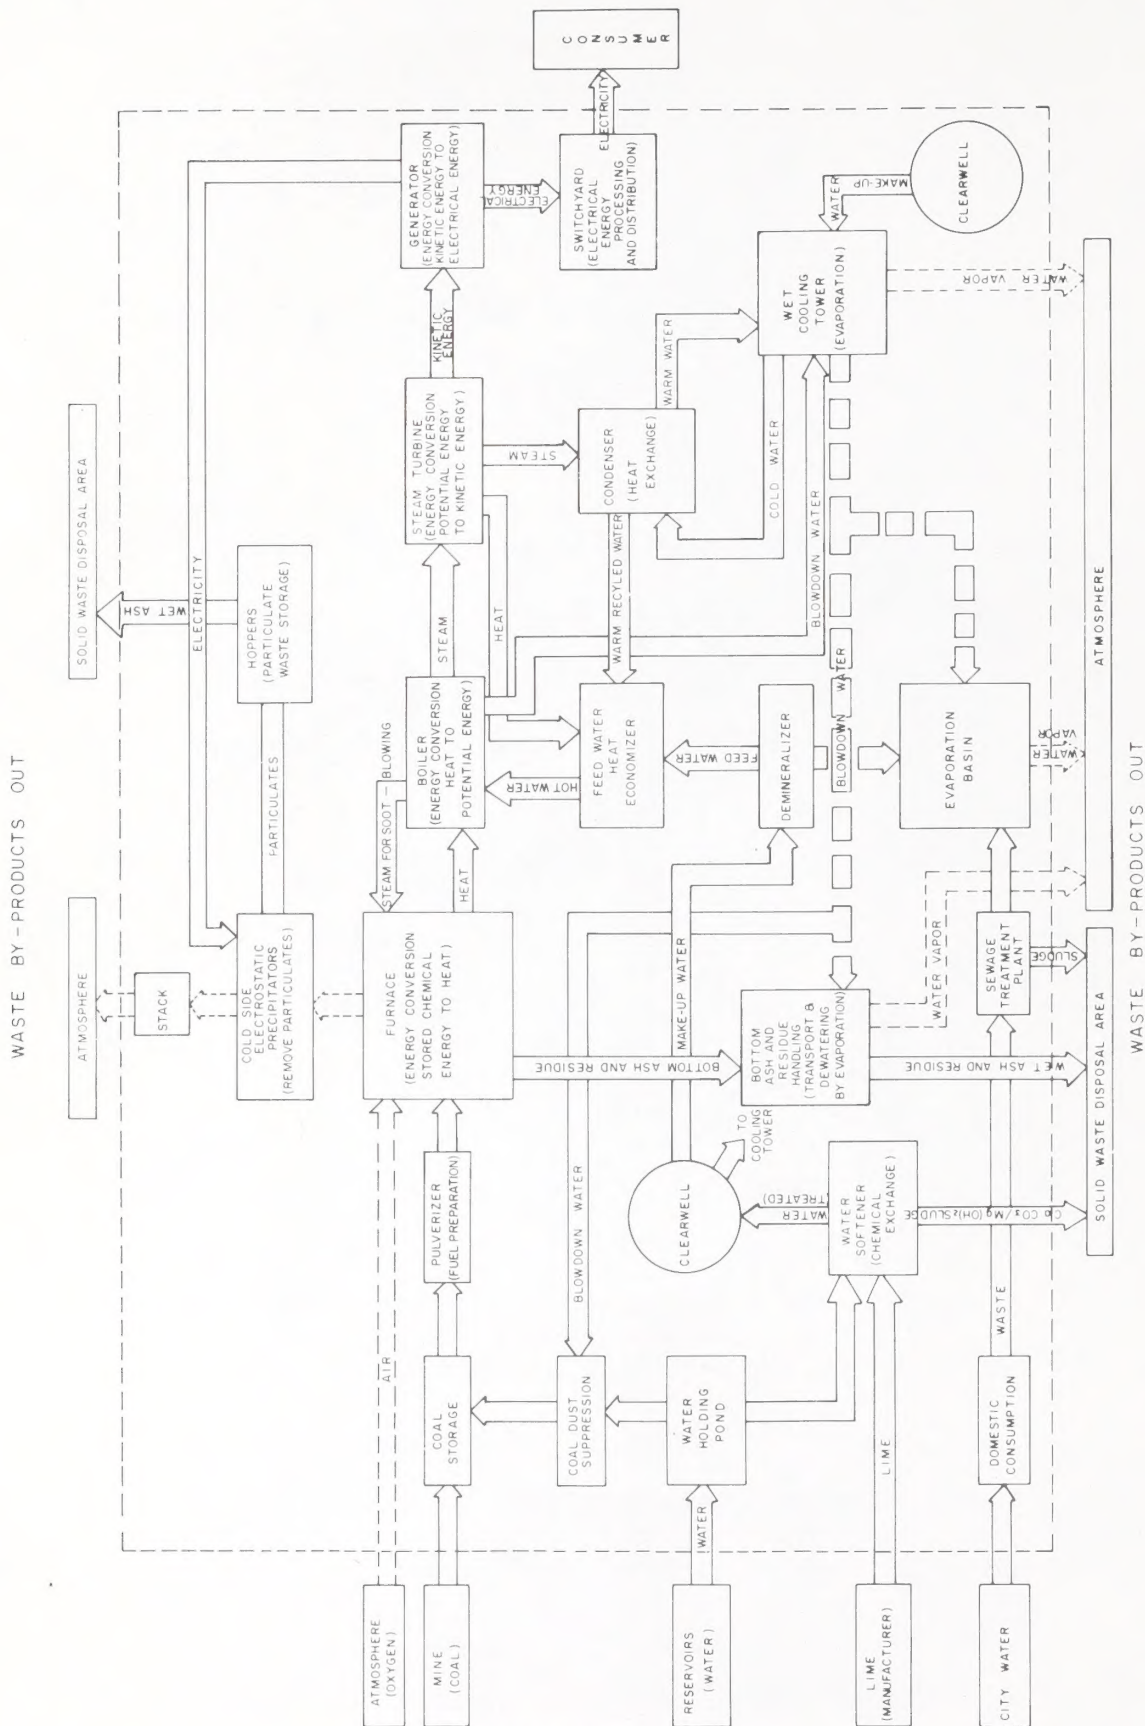 WASTE BY-PRODUCTS OUT
ATMOSPHERE
SOLID WASTE DISPOSAL AREA
STACK
WET ASH
ELECTRICITY
COLD SIDE
ELECTROSTATIC
PRECIPITATORS
(REMOVE PARTICULATES)
PARTICULATES
HOPPERS
(PARTICULATE
WASTE STORAGE)
ATMOSPHERE
(OXYGEN)
AIR
MINE
(COAL)
COAL
STORAGE
PULVERIZER
(FUEL PREPARATION)
FURNACE
(ENERGY CONVERSION
STORED CHEMICAL
ENERGY TO HEAT)
STEAM FOR SOOT-BLOWING
HEAT
BOILER
(ENERGY CONVERSION
HEAT TO
POTENTIAL ENERGY)
STEAM
HEAT
STEAM TURBINE
(ENERGY CONVERSION
POTENTIAL ENERGY
TO KINETIC ENERGY)
KINETIC
ENERGY
GENERATOR
(ENERGY CONVERSION
KINETIC ENERGY TO
ELECTRICAL ENERGY)
ELECTRICAL
ENERGY
SWITCHYARD
(ELECTRICAL
ENERGY
PROCESSING
AND DISTRIBUTION)
ELECTRICITY
CONSUMER
COAL DUST
SUPPRESSION
BLOWDOWN WATER
BOTTOM ASH AND RESIDUE
HOT WATER
FEED WATER
HEAT
ECONOMIZER
WARM RECYLED WATER
STEAM
CONDENSER
(HEAT
EXCHANGE)
WARM WATER
COLD WATER
RESERVOIRS
(WATER)
WATER
WATER
HOLDING
POND
CLEARWELL
MAKE-UP WATER
TO
COOLING
TOWER
FEED WATER
DEMINERALIZER
BLOWDOWN WATER
WET
COOLING
TOWER
(EVAPORATION)
WATER
MAKE-UP
CLEARWELL
WATER
(TREATED)
BOTTOM
ASH AND
RESIDUE
HANDLING
(TRANSPORT &
DEWATERING
BY EVAPORATION)
BLOWDOWN WATER
LIME
(MANUFACTURER)
LIME
WATER
SOFTENER
(CHEMICAL
EXCHANGE)
CaCO₃/Mg(OH)₂SLUDGE
WET ASH AND RESIDUE
WATER VAPOR
EVAPORATION
BASIN
WATER
VAPOR
WATER
VAPOR
CITY WATER
DOMESTIC
CONSUMPTION
WASTE
SEWAGE
TREATMENT
PLANT
SLUDGE
SOLID WASTE DISPOSAL AREA
ATMOSPHERE
WASTE BY-PRODUCTS OUT